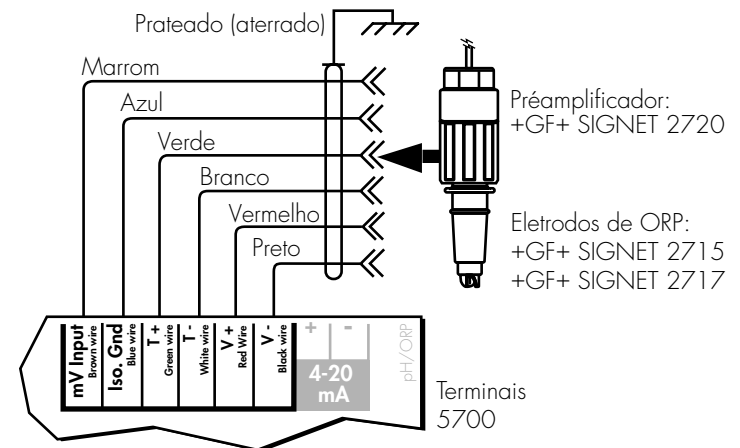 Prateado (aterrado)
Marrom
Azul
Verde
Branco
Vermelho
Preto
Préamplificador:
+GF+ SIGNET 2720
Eletrodos de ORP:
+GF+ SIGNET 2715
+GF+ SIGNET 2717
mV Input
Brown wire
Iso. Gnd
Blue wire
T +
Green wire
T -
White wire
V +
Red Wire
V -
Black wire
+ -
4-20
mA
pH/ORP
Terminais
5700